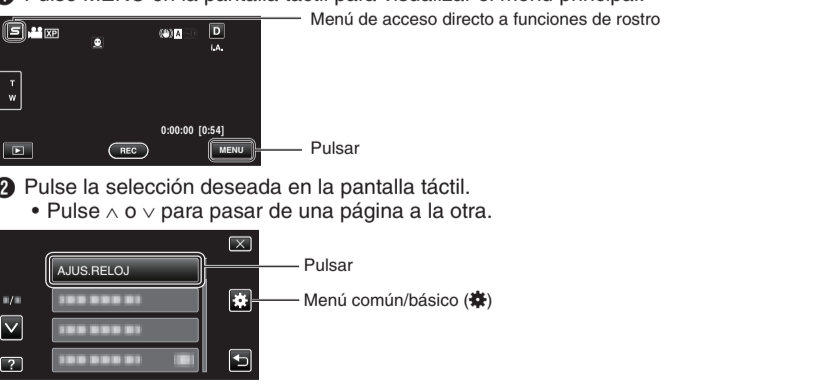 ❶ Pulse MENU en la pantalla táctil para visualizar el menú principal.
Menú de acceso directo a funciones de rostro
S XP D
i.A.
T
W
0:00:00 [0:54]
REC MENU
Pulsar
❷ Pulse la selección deseada en la pantalla táctil.
• Pulse ∧ o ∨ para pasar de una página a la otra.
AJUS.RELOJ
Pulsar
Menú común/básico (⚙)
?